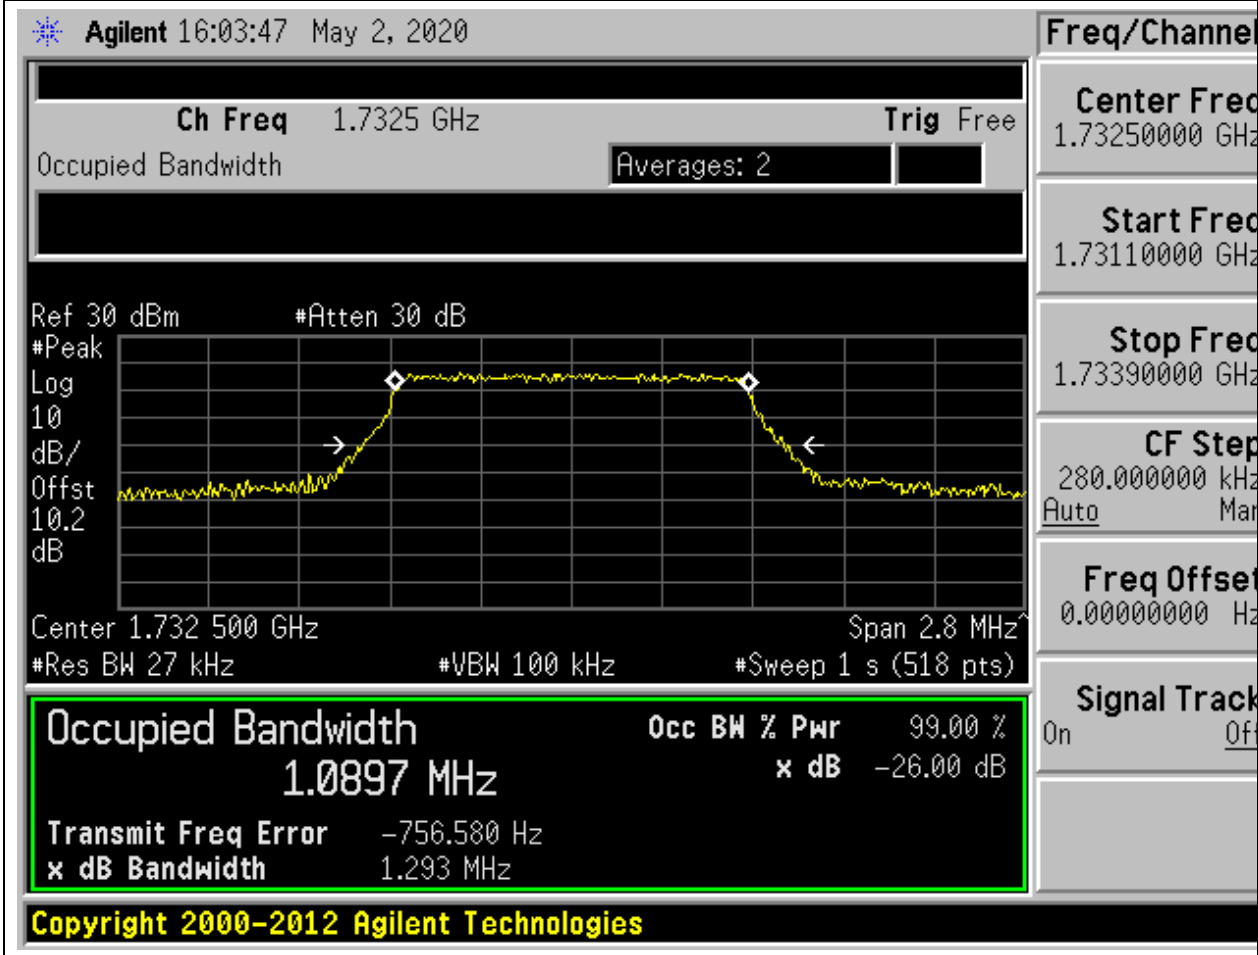 Agilent 16:03:47 May 2, 2020
Freq/Channel
Ch Freq 1.7325 GHz
Trig Free
Occupied Bandwidth
Averages: 2
Center Freq
1.73250000 GHz
Start Freq
1.73110000 GHz
Stop Freq
1.73390000 GHz
CF Step
280.000000 kHz
Auto Man
Freq Offset
0.00000000 Hz
Signal Track
On Off
Ref 30 dBm
#Atten 30 dB
#Peak
Log
10
dB/
Offst
10.2
dB
Center 1.732 500 GHz
Span 2.8 MHz^
#Res BW 27 kHz
#VBW 100 kHz
#Sweep 1 s (518 pts)
Occupied Bandwidth
1.0897 MHz
Occ BW % Pwr 99.00 %
x dB -26.00 dB
Transmit Freq Error -756.580 Hz
x dB Bandwidth 1.293 MHz
Copyright 2000-2012 Agilent Technologies